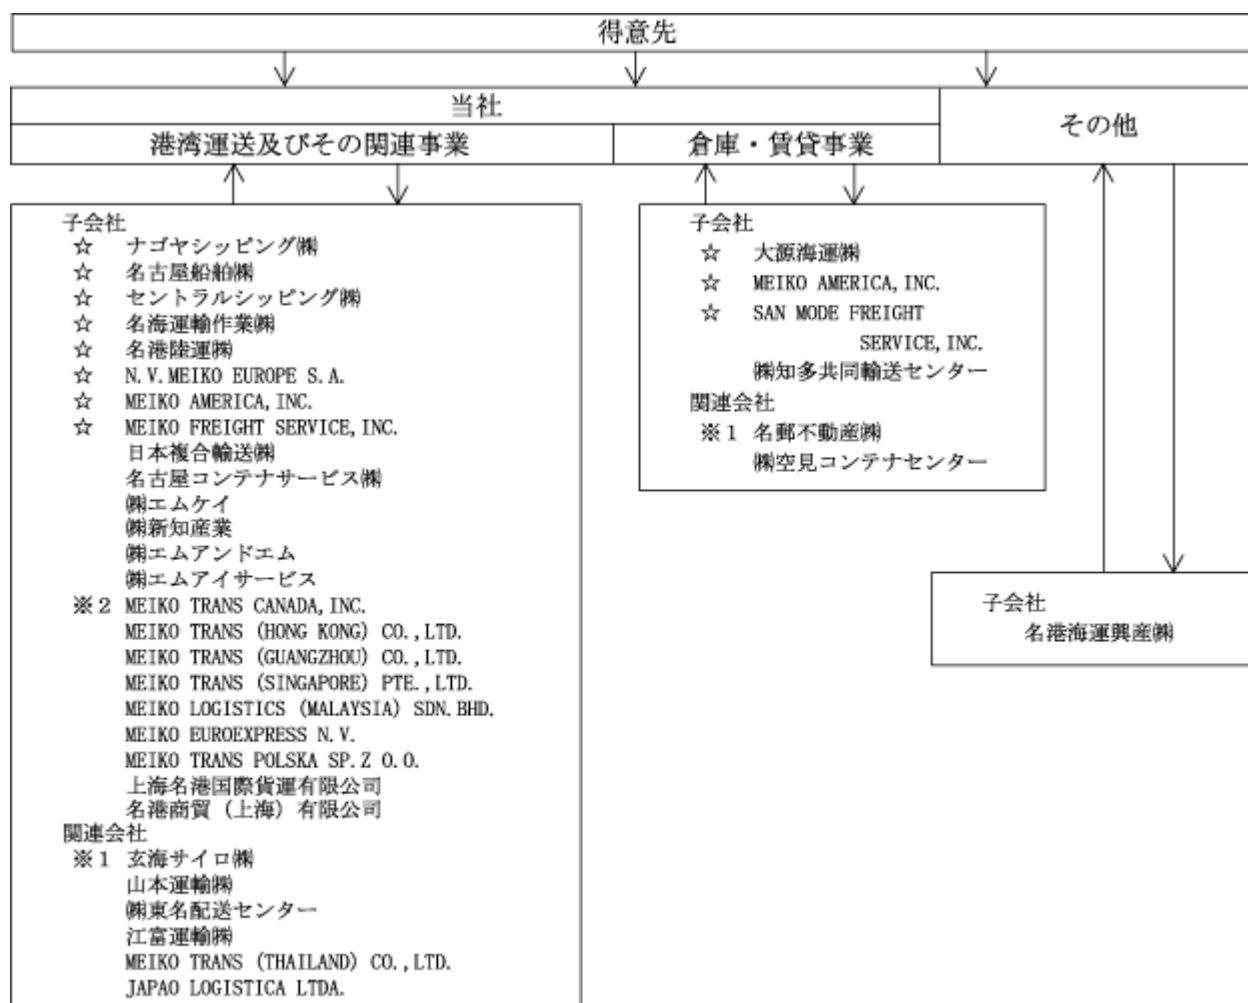 得意先
当社
その他
港湾運送及びその関連事業
倉庫・賃貸事業
子会社
☆ ナゴヤシッピング㈱
☆ 名古屋船舶㈱
☆ セントラルシッピング㈱
☆ 名海運輸作業㈱
☆ 名港陸運㈱
☆ N.V.MEIKO EUROPE S.A.
☆ MEIKO AMERICA,INC.
☆ MEIKO FREIGHT SERVICE,INC.
日本複合輸送㈱
名古屋コンテナサービス㈱
㈱エムケイ
㈱新知産業
㈱エムアンドエム
㈱エムアイサービス
※2 MEIKO TRANS CANADA,INC.
MEIKO TRANS (HONG KONG) CO.,LTD.
MEIKO TRANS (GUANGZHOU) CO.,LTD.
MEIKO TRANS (SINGAPORE) PTE.,LTD.
MEIKO LOGISTICS (MALAYSIA) SDN.BHD.
MEIKO EUROEXPRESS N.V.
MEIKO TRANS POLSKA SP.Z O.O.
上海名港国際貨運有限公司
名港商貿（上海）有限公司
関連会社
※1 玄海サイロ㈱
山本運輸㈱
㈱東名配送センター
江富運輸㈱
MEIKO TRANS (THAILAND) CO.,LTD.
JAPAO LOGISTICA LTDA.
子会社
☆ 大源海運㈱
☆ MEIKO AMERICA,INC.
☆ SAN MODE FREIGHT
SERVICE,INC.
㈱知多共同輸送センター
関連会社
※1 名郵不動産㈱
㈱空見コンテナセンター
子会社
名港海運興産㈱